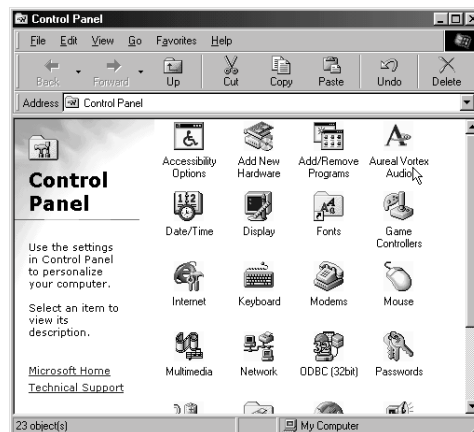 Control Panel
File Edit View Go Favorites Help
Back Forward Up Cut Copy Paste Undo Delete
Address Control Panel
Control
Panel
Use the settings
in Control Panel
to personalize
your computer.
Select an item to
view its
description.
Microsoft Home
Technical Support
Accessibility
Options
Add New
Hardware
Add/Remove
Programs
Aureal Vortex
Audio
Date/Time
Display
Fonts
Game
Controllers
Internet
Keyboard
Modems
Mouse
Multimedia
Network
ODBC (32bit)
Passwords
23 object(s)
My Computer